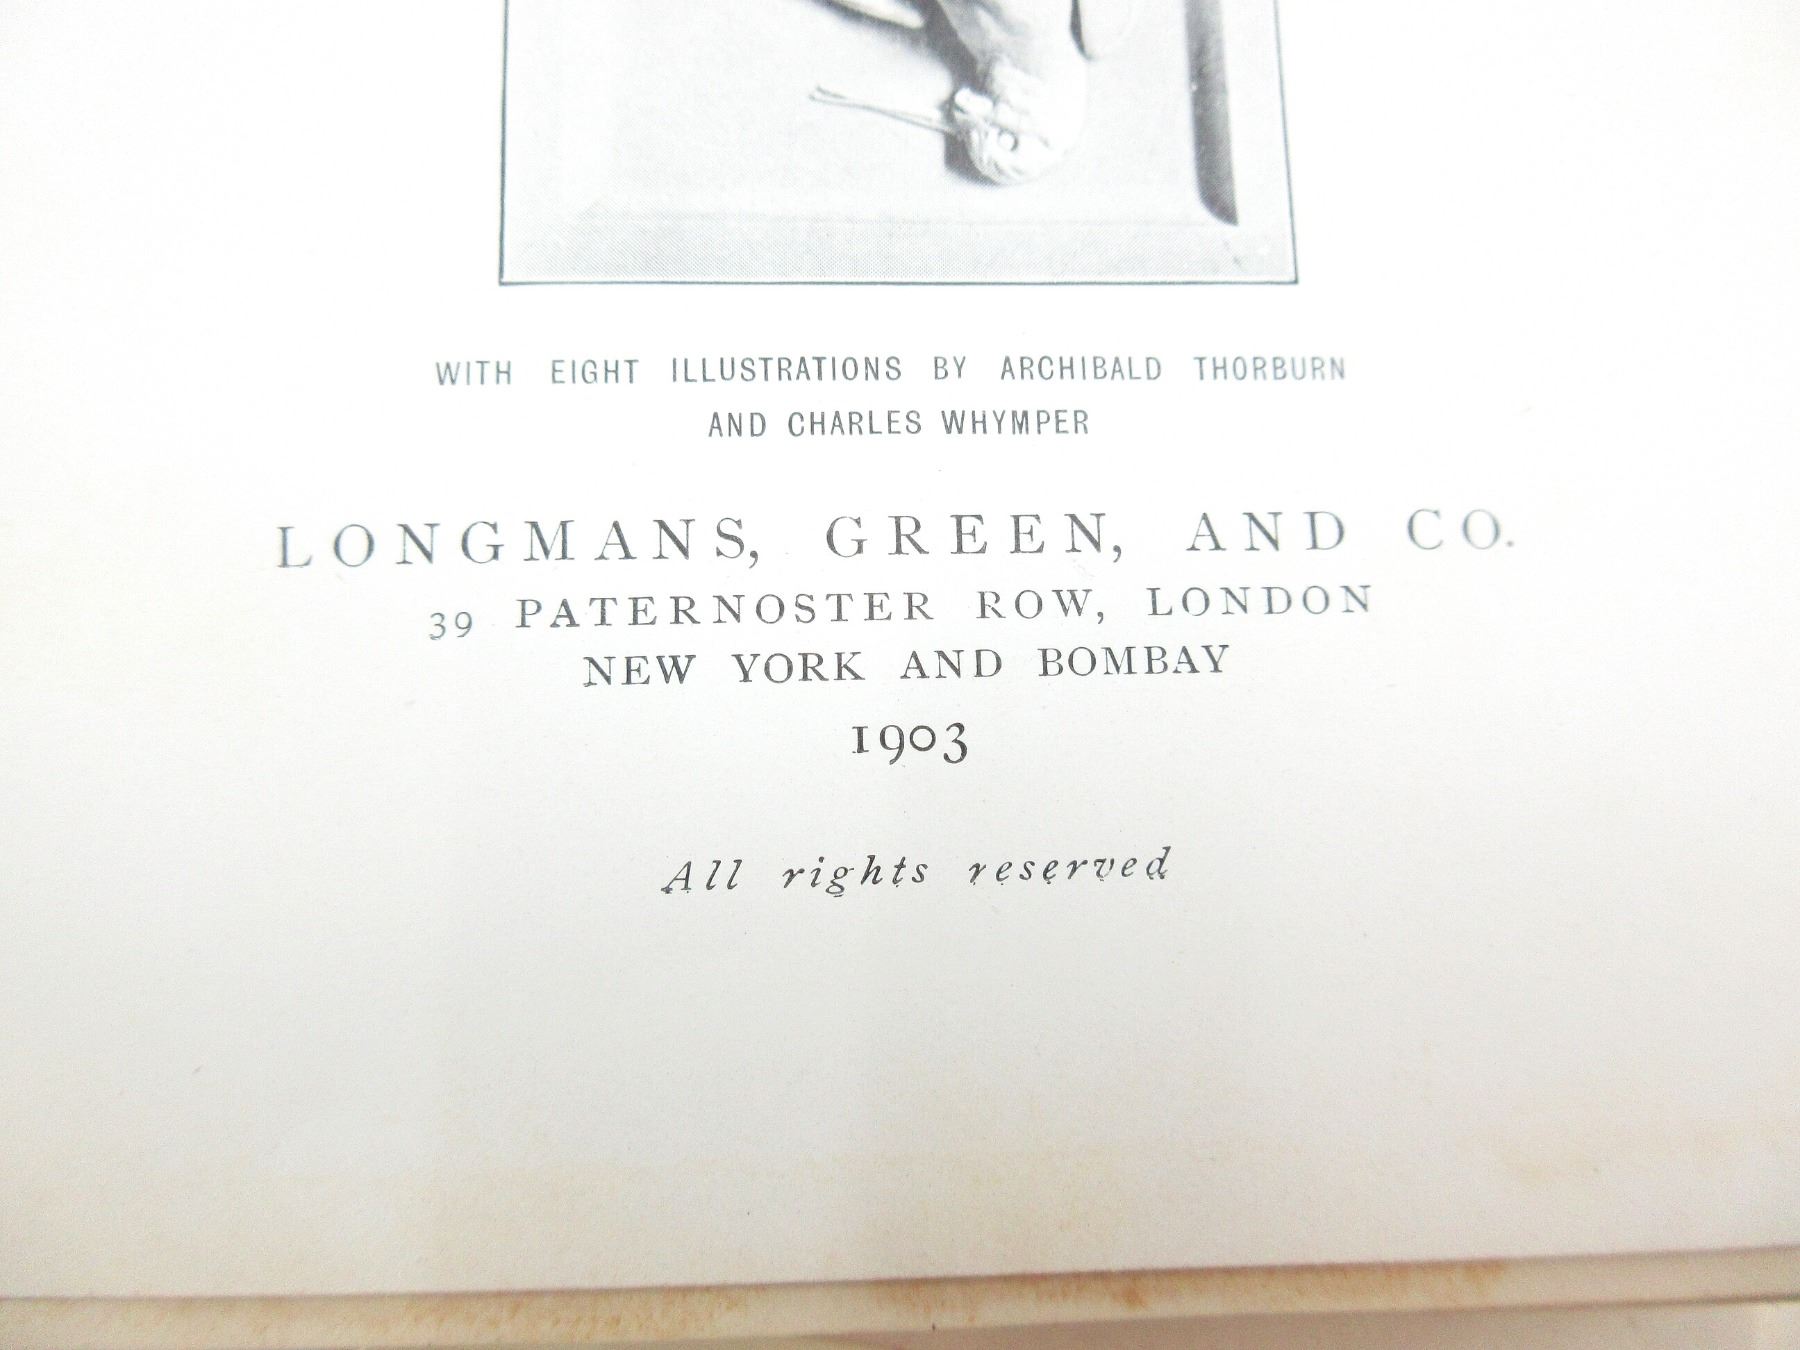 WITH EIGHT ILLUSTRATIONS BY ARCHIBALD THORBURN
AND CHARLES WHYMPER
LONGMANS, GREEN, AND CO.
39 PATERNOSTER ROW, LONDON
NEW YORK AND BOMBAY
1903
All rights reserved